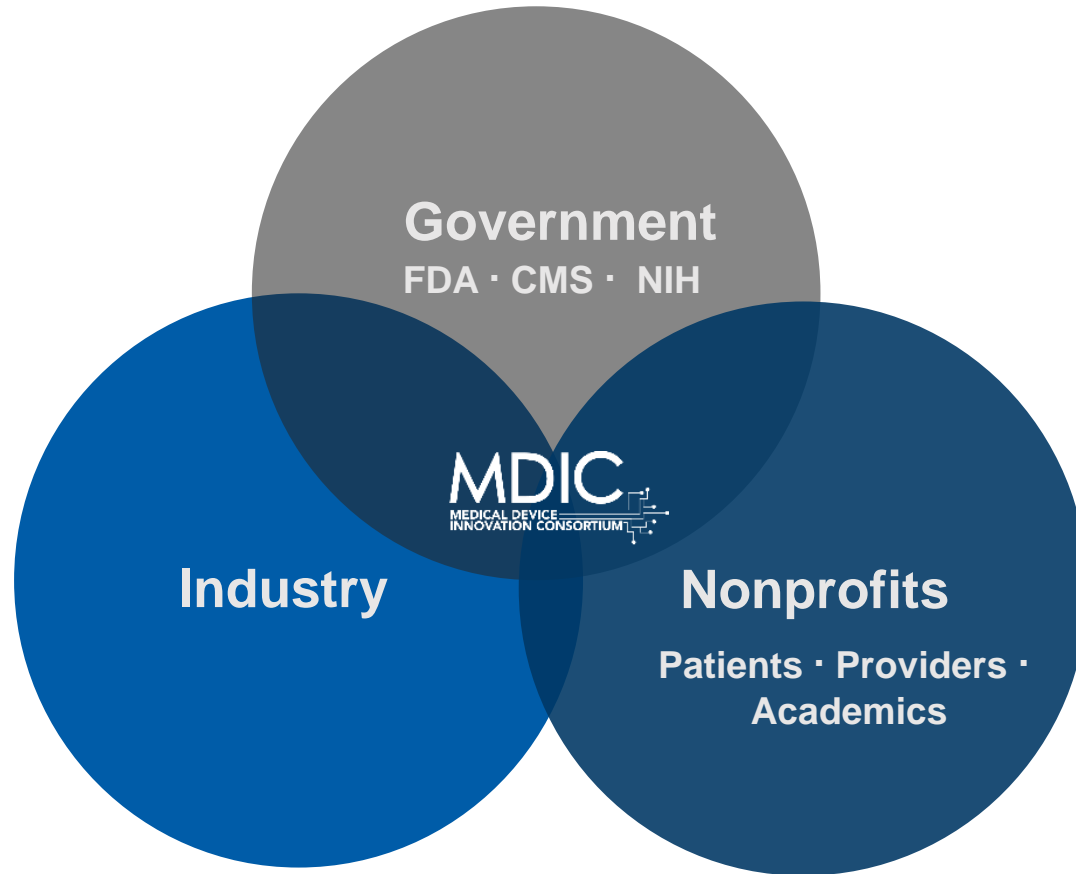 Government
FDA · CMS · NIH
MDIC
MEDICAL DEVICE
INNOVATION CONSORTIUM
Industry
Nonprofits
Patients · Providers ·
Academics